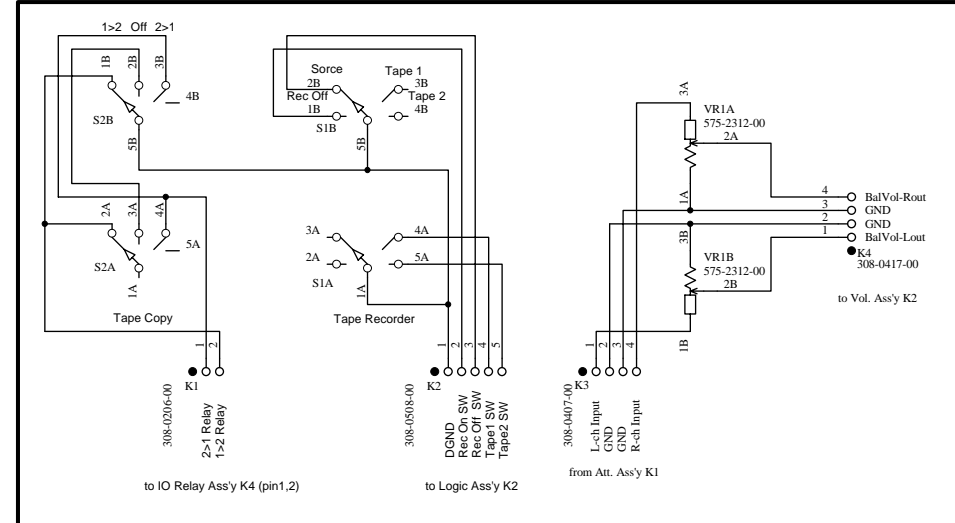 1>2 Off 2>1
1B
2B
3B
4B
S2B
5B
2A
3A
4A
5A
S2A
1A
Tape Copy
1
2
K1
308-0206-00
2>1 Relay
1>2 Relay
to IO Relay Ass'y K4 (pin1,2)
Sorce
Tape 1
2B
3B
Rec Off
Tape 2
1B
4B
S1B
5B
3A
4A
2A
5A
S1A
1A
Tape Recorder
1
2
3
4
5
K2
308-0508-00
DGND
Rec On SW
Rec Off SW
Tape1 SW
Tape2 SW
to Logic Ass'y K2
3A
VR1A
575-2312-00
2A
1A
3B
VR1B
575-2312-00
2B
1B
4 BalVol-Rout
3 GND
2 GND
1 BalVol-Lout
K4
308-0417-00
to Vol. Ass'y K2
1
2
3
4
K3
308-0407-00
L-ch Input
GND
GND
R-ch Input
from Att. Ass'y K1